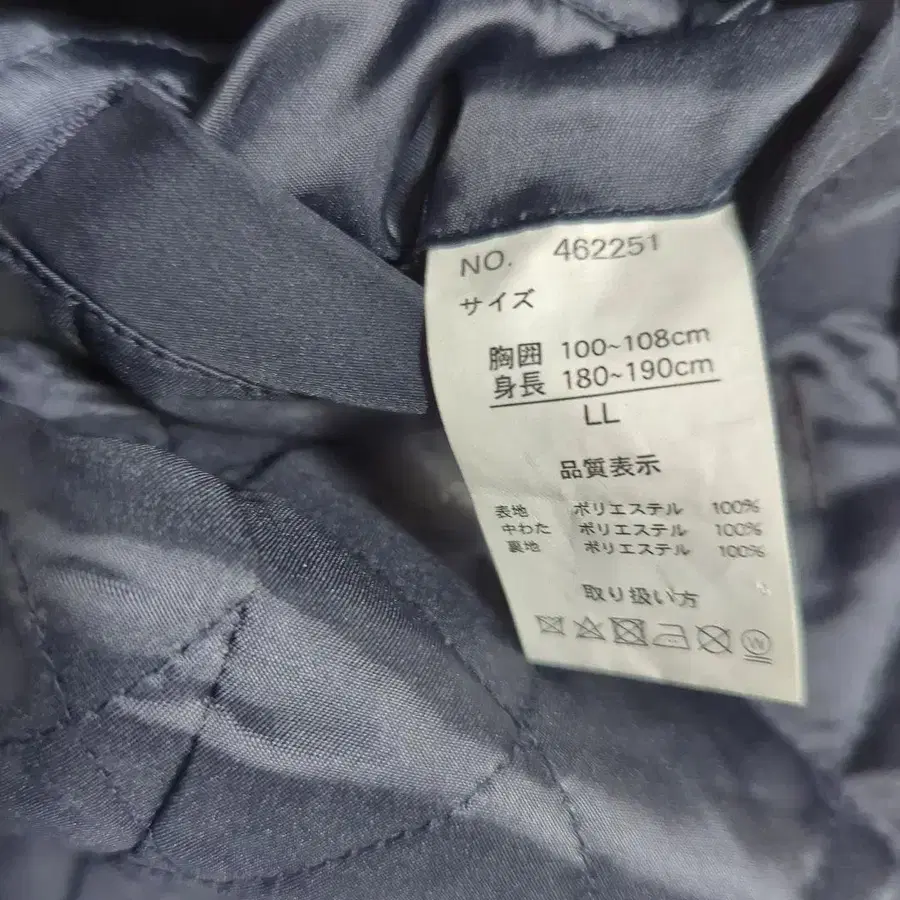 NO. 462251
サイズ
胸囲 100~108cm
身長 180~190cm
LL
品質表示
表地 ポリエステル 100%
中わた ポリエステル 100%
裏地 ポリエステル 100%
取り扱い方
W